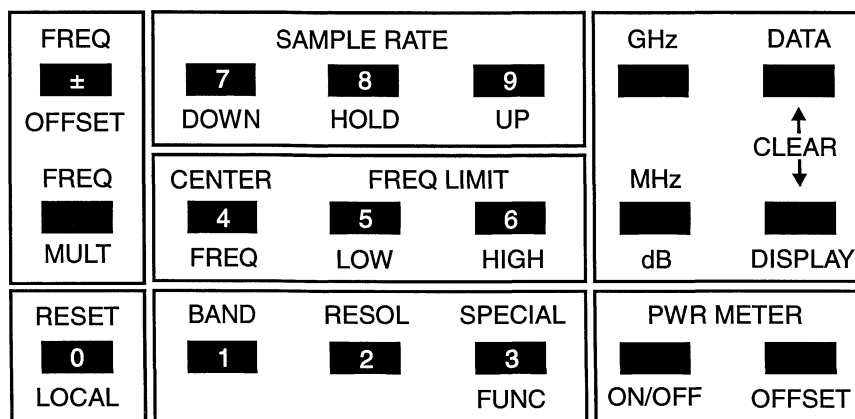 FREQ
±
OFFSET
FREQ
MULT
SAMPLE RATE
7 8 9
DOWN HOLD UP
CENTER FREQ LIMIT
4 5 6
FREQ LOW HIGH
GHz DATA
CLEAR
MHz
dB DISPLAY
RESET
0
LOCAL
BAND RESOL SPECIAL
1 2 3
FUNC
PWR METER
ON/OFF OFFSET